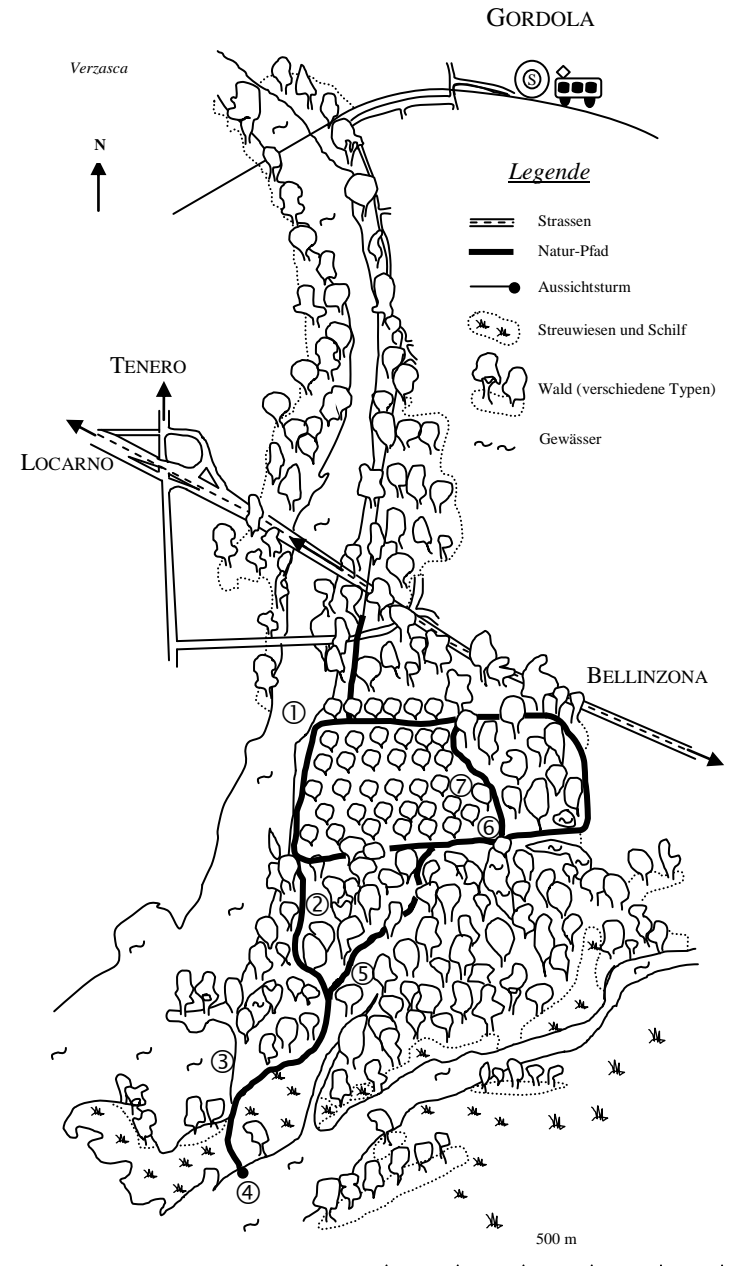 GORDOLA
Verzasca
S
N
Legende
Strassen
Natur-Pfad
Aussichtsturm
Streuwiesen und Schilf
TENERO
Wald (verschiedene Typen)
Gewässer
LOCARNO
BELLINZONA
①
⑦
⑥
②
⑤
③
④
500 m